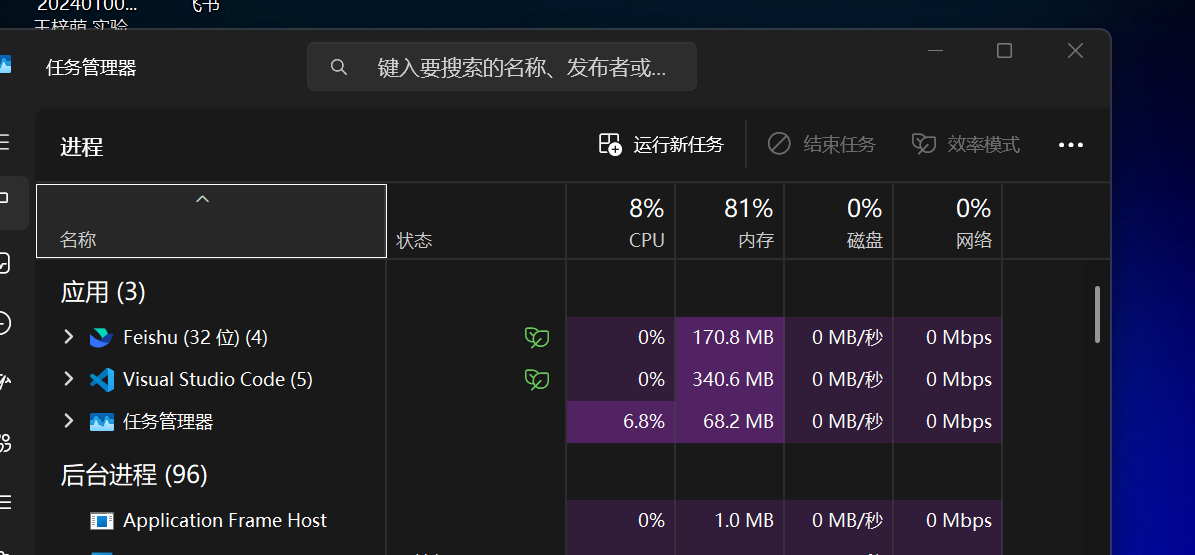 20240100...
飞书
王梓萌 实验
任务管理器
键入要搜索的名称、发布者或...
进程
运行新任务
结束任务
效率模式
名称
状态
8%
CPU
81%
内存
0%
磁盘
0%
网络
应用 (3)
Feishu (32 位) (4) 0% 170.8 MB 0 MB/秒 0 Mbps
Visual Studio Code (5) 0% 340.6 MB 0 MB/秒 0 Mbps
任务管理器 6.8% 68.2 MB 0 MB/秒 0 Mbps
后台进程 (96)
Application Frame Host 0% 1.0 MB 0 MB/秒 0 Mbps